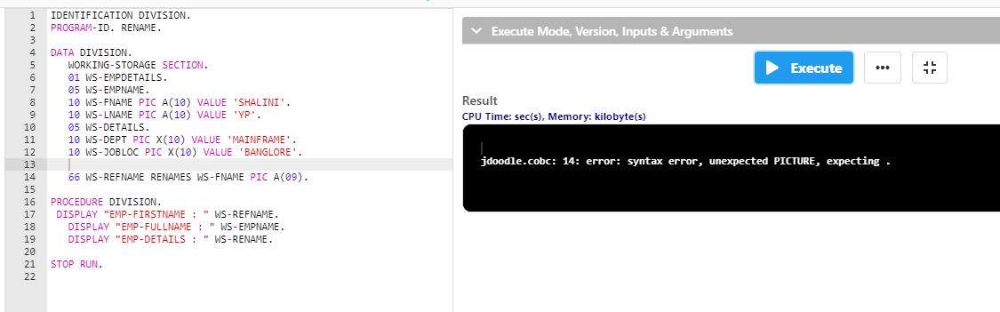 1 IDENTIFICATION DIVISION.
2 PROGRAM-ID. RENAME.
3
4 DATA DIVISION.
5 WORKING-STORAGE SECTION.
6 01 WS-EMPDETAILS.
7 05 WS-EMPNAME.
8 10 WS-FNAME PIC A(10) VALUE 'SHALINI'.
9 10 WS-LNAME PIC A(10) VALUE 'YP'.
10 05 WS-DETAILS.
11 10 WS-DEPT PIC X(10) VALUE 'MAINFRAME'.
12 10 WS-JOBLOC PIC X(10) VALUE 'BANGLORE'.
13
14 66 WS-REFNAME RENAMES WS-FNAME PIC A(09).
15
16 PROCEDURE DIVISION.
17 DISPLAY "EMP-FIRSTNAME : " WS-REFNAME.
18 DISPLAY "EMP-FULLNAME : " WS-EMPNAME.
19 DISPLAY "EMP-DETAILS : " WS-RENAME.
20
21 STOP RUN.
22
Execute Mode, Version, Inputs & Arguments
Execute
Result
CPU Time: sec(s), Memory: kilobyte(s)
jdoodle.cobc: 14: error: syntax error, unexpected PICTURE, expecting .